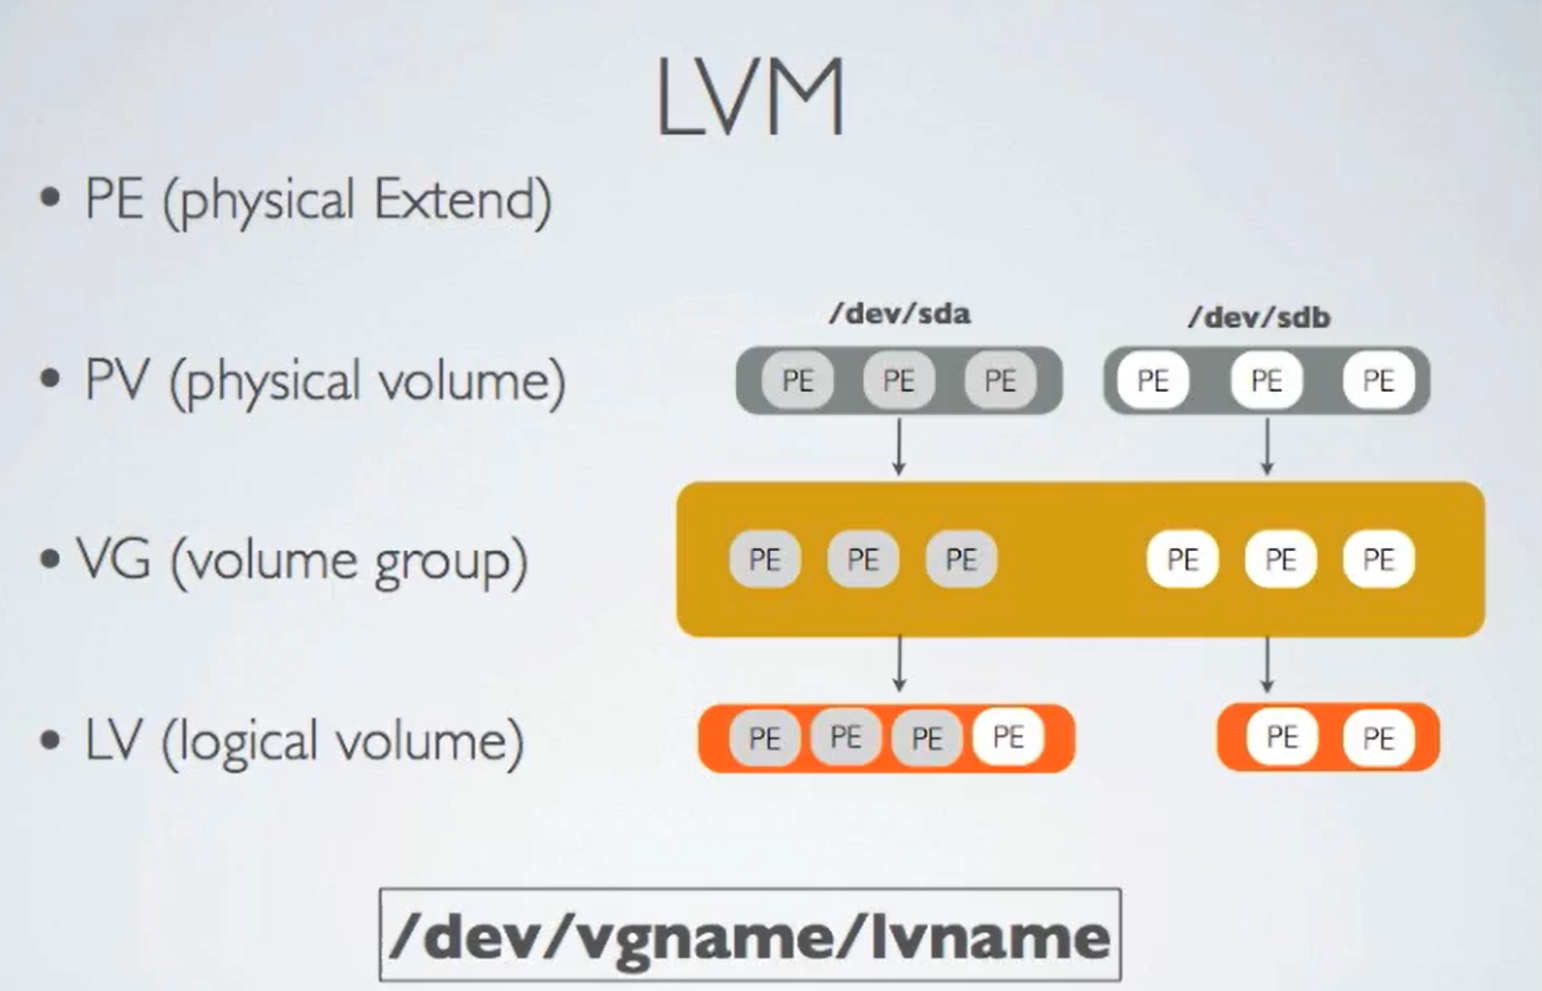 LVM
• PE (physical Extend)
/dev/sda /dev/sdb
• PV (physical volume)
PE PE PE PE PE PE
• VG (volume group)
PE PE PE PE PE PE
• LV (logical volume)
PE PE PE PE PE PE
/dev/vgname/lvname